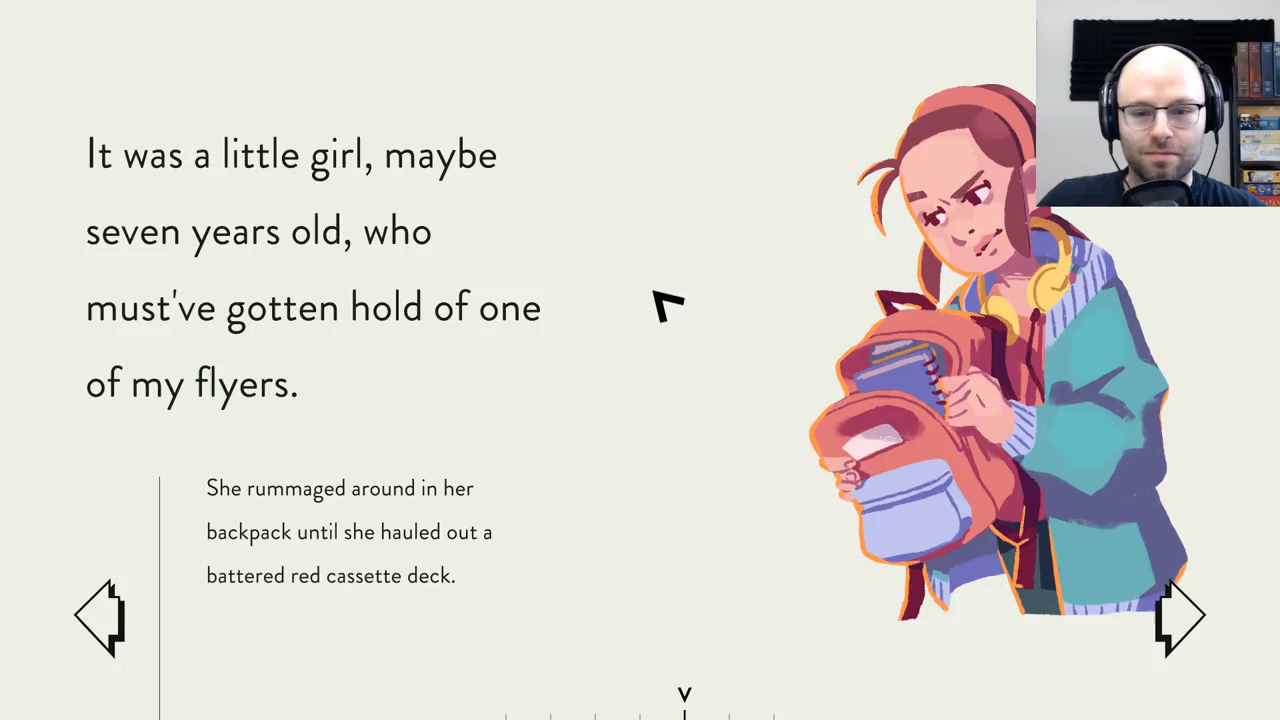 It was a little girl, maybe
seven years old, who
must've gotten hold of one
of my flyers.
She rummaged around in her
backpack until she hauled out a
battered red cassette deck.